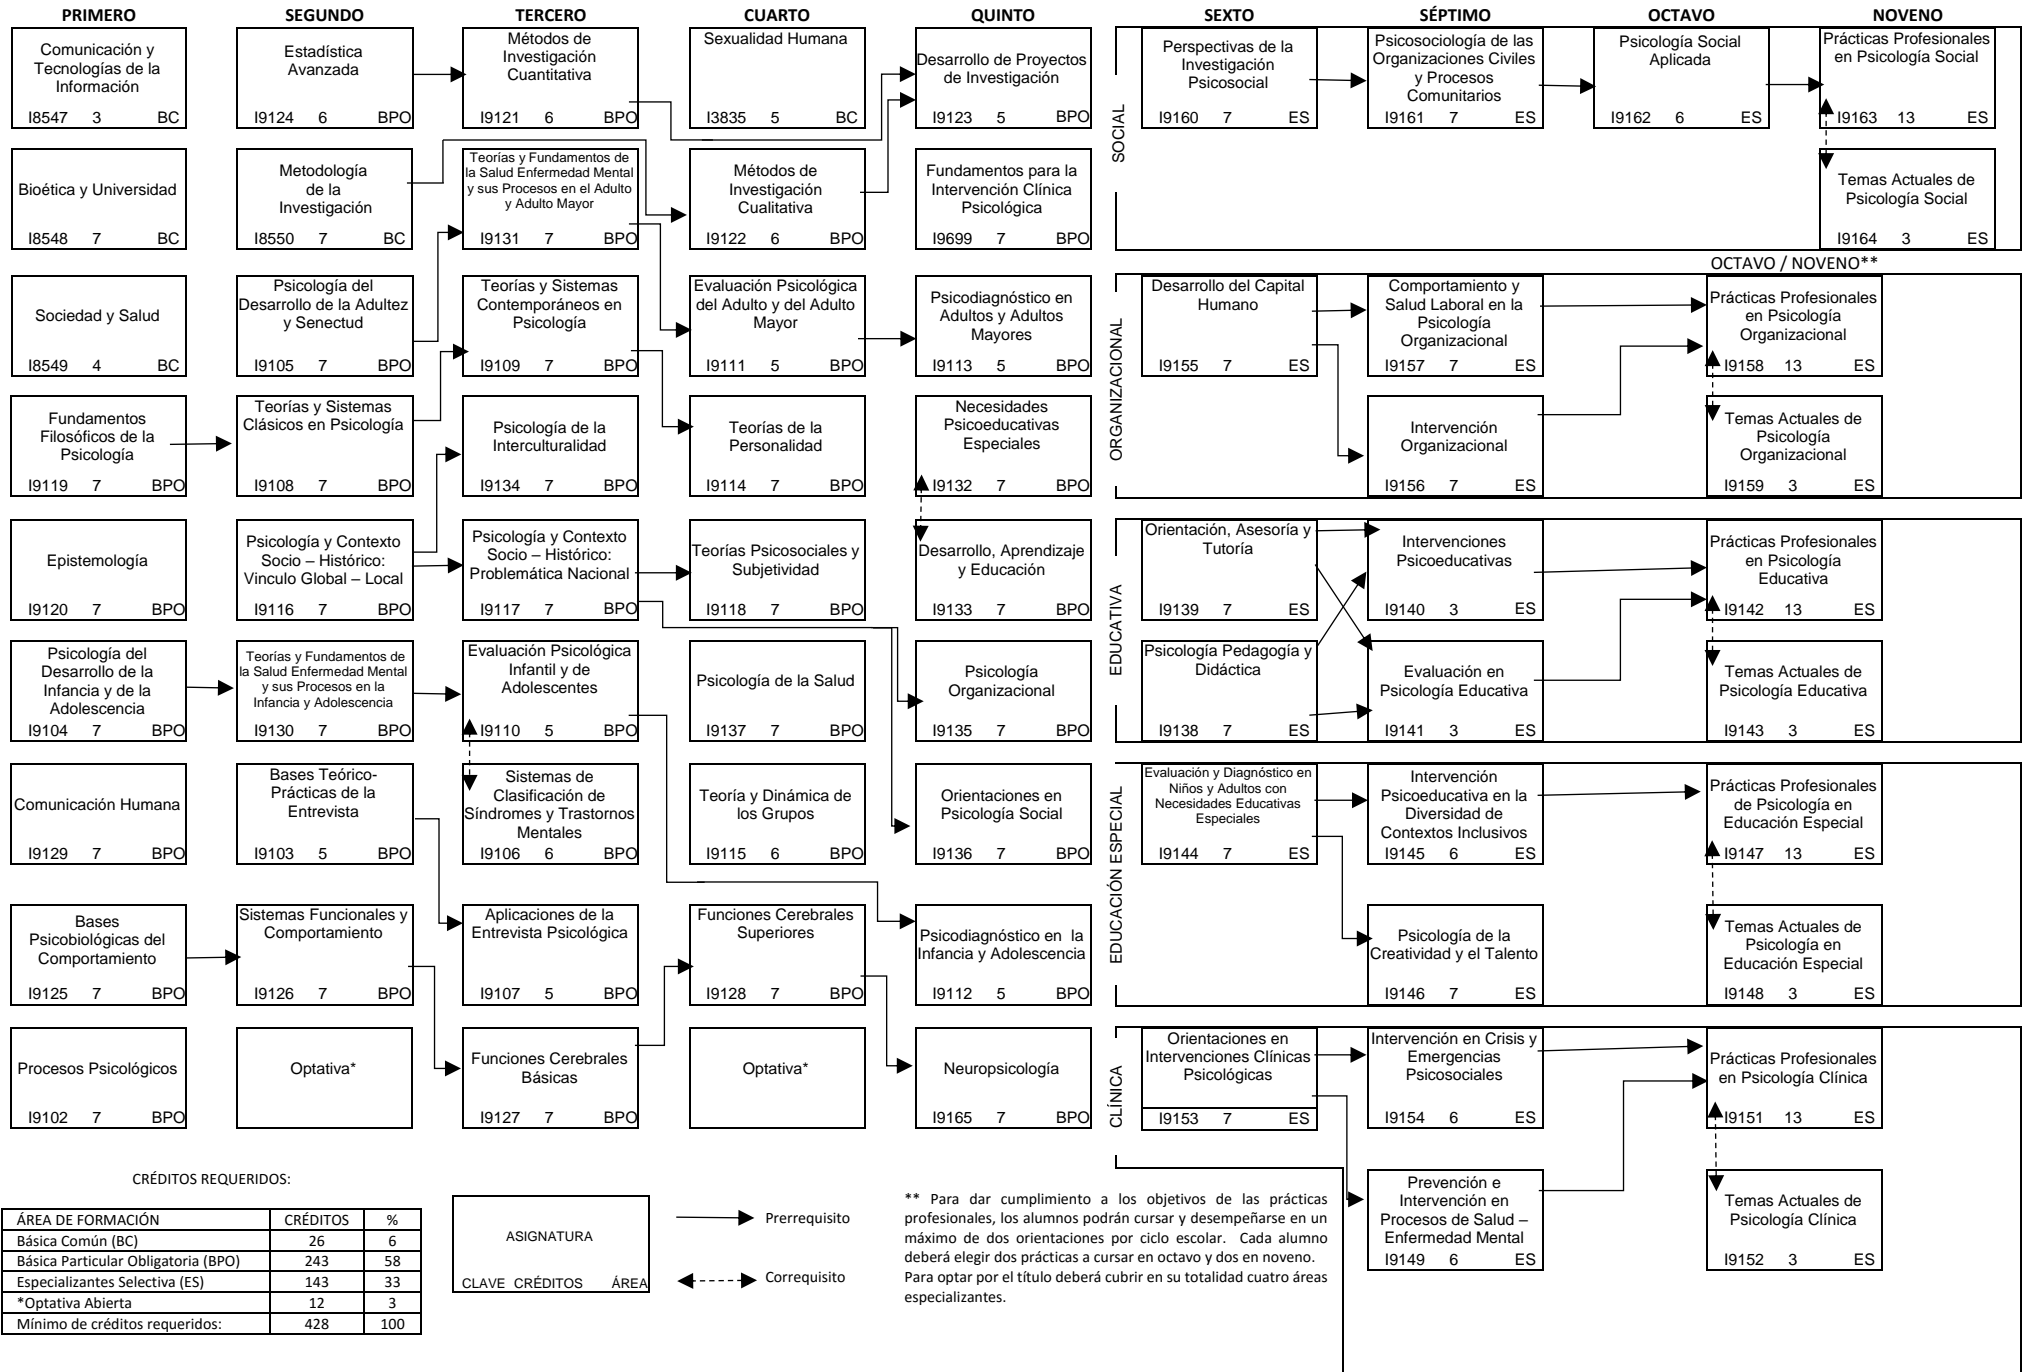 PRIMERO
SEGUNDO
TERCERO
CUARTO
QUINTO
SEXTO
SÉPTIMO
OCTAVO
NOVENO
Comunicación y
Tecnologías de la
Información
I8547 3 BC
Bioética y Universidad
I8548 7 BC
Sociedad y Salud
I8549 4 BC
Fundamentos
Filosóficos de la
Psicología
I9119 7 BPO
Epistemología
I9120 7 BPO
Psicología del
Desarrollo de la
Infancia y de la
Adolescencia
I9104 7 BPO
Comunicación Humana
I9129 7 BPO
Bases
Psicobiológicas del
Comportamiento
I9125 7 BPO
Procesos Psicológicos
I9102 7 BPO
Estadística
Avanzada
I9124 6 BPO
Metodología
de la
Investigación
I8550 7 BC
Psicología del
Desarrollo de la Adultez
y Senectud
I9105 7 BPO
Teorías y Sistemas
Clásicos en Psicología
I9108 7 BPO
Psicología y Contexto
Socio – Histórico:
Vinculo Global – Local
I9116 7 BPO
Teorías y Fundamentos de
la Salud Enfermedad Mental
y sus Procesos en la
Infancia y Adolescencia
I9130 7 BPO
Bases Teórico-
Prácticas de la
Entrevista
I9103 5 BPO
Sistemas Funcionales y
Comportamiento
I9126 7 BPO
Optativa*
Métodos de
Investigación
Cuantitativa
I9121 6 BPO
Teorías y Fundamentos de
la Salud Enfermedad Mental
y sus Procesos en el Adulto
y Adulto Mayor
I9131 7 BPO
Teorías y Sistemas
Contemporáneos en
Psicología
I9109 7 BPO
Psicología de la
Interculturalidad
I9134 7 BPO
Psicología y Contexto
Socio – Histórico:
Problemática Nacional
I9117 7 BPO
Evaluación Psicológica
Infantil y de
Adolescentes
I9110 5 BPO
Sistemas de
Clasificación de
Síndromes y Trastornos
Mentales
I9106 6 BPO
Aplicaciones de la
Entrevista Psicológica
I9107 5 BPO
Funciones Cerebrales
Básicas
I9127 7 BPO
Sexualidad Humana
I3835 5 BC
Métodos de
Investigación
Cualitativa
I9122 6 BPO
Evaluación Psicológica
del Adulto y del Adulto
Mayor
I9111 5 BPO
Teorías de la
Personalidad
I9114 7 BPO
Teorías Psicosociales y
Subjetividad
I9118 7 BPO
Psicología de la Salud
I9137 7 BPO
Teoría y Dinámica de
los Grupos
I9115 6 BPO
Funciones Cerebrales
Superiores
I9128 7 BPO
Optativa*
Desarrollo de Proyectos
de Investigación
I9123 5 BPO
Fundamentos para la
Intervención Clínica
Psicológica
I9699 7 BPO
Psicodiagnóstico en
Adultos y Adultos
Mayores
I9113 5 BPO
Necesidades
Psicoeducativas
Especiales
I9132 7 BPO
Desarrollo, Aprendizaje
y Educación
I9133 7 BPO
Psicología
Organizacional
I9135 7 BPO
Orientaciones en
Psicología Social
I9136 7 BPO
Psicodiagnóstico en la
Infancia y Adolescencia
I9112 5 BPO
Neuropsicología
I9165 7 BPO
SOCIAL
Perspectivas de la
Investigación
Psicosocial
I9160 7 ES
Psicosociología de las
Organizaciones Civiles
y Procesos
Comunitarios
I9161 7 ES
Psicología Social
Aplicada
I9162 6 ES
Prácticas Profesionales
en Psicología Social
I9163 13 ES
Temas Actuales de
Psicología Social
I9164 3 ES
OCTAVO / NOVENO**
ORGANIZACIONAL
Desarrollo del Capital
Humano
I9155 7 ES
Comportamiento y
Salud Laboral en la
Psicología
Organizacional
I9157 7 ES
Intervención
Organizacional
I9156 7 ES
Prácticas Profesionales
en Psicología
Organizacional
I9158 13 ES
Temas Actuales de
Psicología
Organizacional
I9159 3 ES
EDUCATIVA
Orientación, Asesoría y
Tutoría
I9139 7 ES
Psicología Pedagogía y
Didáctica
I9138 7 ES
Intervenciones
Psicoeducativas
I9140 3 ES
Evaluación en
Psicología Educativa
I9141 3 ES
Prácticas Profesionales
en Psicología
Educativa
I9142 13 ES
Temas Actuales de
Psicología Educativa
I9143 3 ES
EDUCACIÓN ESPECIAL
Evaluación y Diagnóstico en
Niños y Adultos con
Necesidades Educativas
Especiales
I9144 7 ES
Intervención
Psicoeducativa en la
Diversidad de
Contextos Inclusivos
I9145 6 ES
Psicología de la
Creatividad y el Talento
I9146 7 ES
Prácticas Profesionales
de Psicología en
Educación Especial
I9147 13 ES
Temas Actuales de
Psicología en
Educación Especial
I9148 3 ES
CLÍNICA
Orientaciones en
Intervenciones Clínicas
Psicológicas
I9153 7 ES
Intervención en Crisis y
Emergencias
Psicosociales
I9154 6 ES
Prevención e
Intervención en
Procesos de Salud –
Enfermedad Mental
I9149 6 ES
Prácticas Profesionales
en Psicología Clínica
I9151 13 ES
Temas Actuales de
Psicología Clínica
I9152 3 ES
CRÉDITOS REQUERIDOS:
ÁREA DE FORMACIÓN CRÉDITOS %
Básica Común (BC) 26 6
Básica Particular Obligatoria (BPO) 243 58
Especializantes Selectiva (ES) 143 33
*Optativa Abierta 12 3
Mínimo de créditos requeridos: 428 100
ASIGNATURA
CLAVE CRÉDITOS ÁREA
Prerrequisito
Correquisito
** Para dar cumplimiento a los objetivos de las prácticas
profesionales, los alumnos podrán cursar y desempeñarse en un
máximo de dos orientaciones por ciclo escolar. Cada alumno
deberá elegir dos prácticas a cursar en octavo y dos en noveno.
Para optar por el título deberá cubrir en su totalidad cuatro áreas
especializantes.